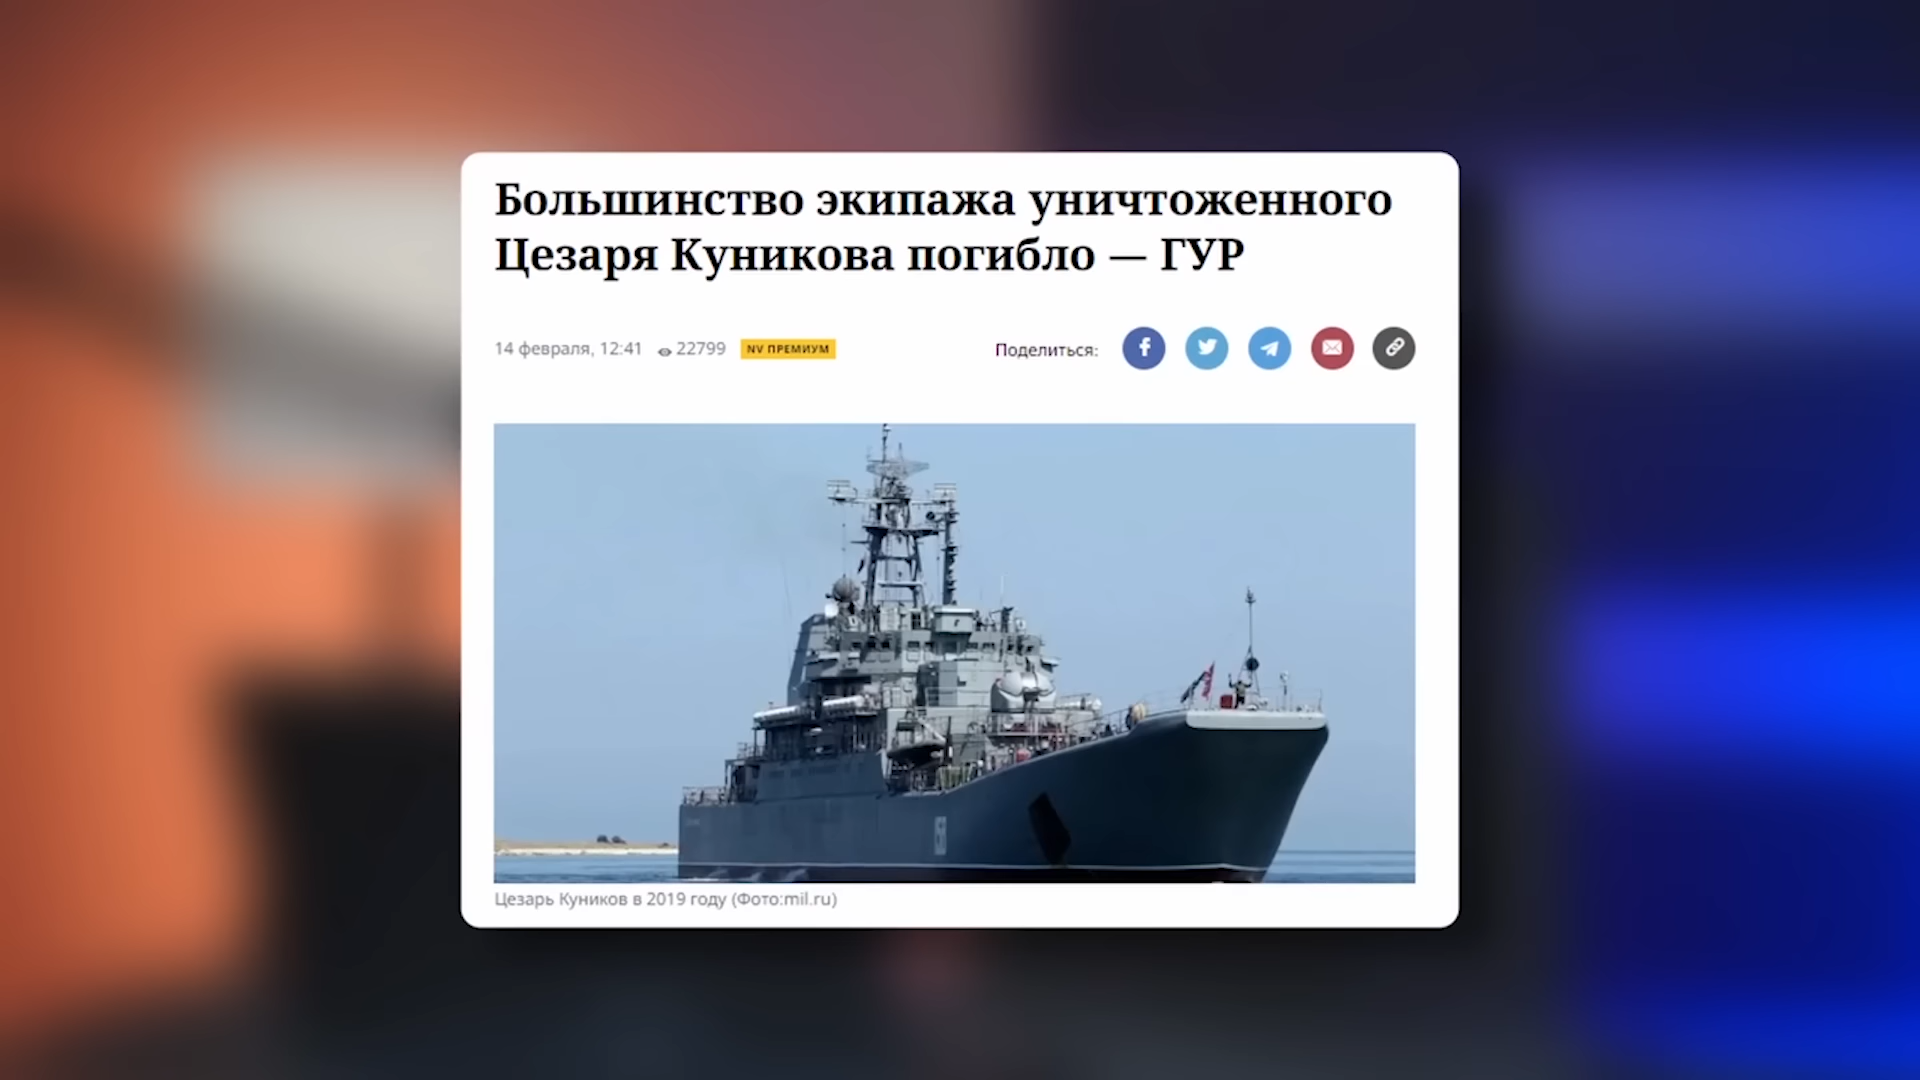 Большинство экипажа уничтоженного
Цезаря Куникова погибло — ГУР
14 февраля, 12:41 22799 NV ПРЕМИУМ Поделиться:
Цезарь Куников в 2019 году (Фото:mil.ru)